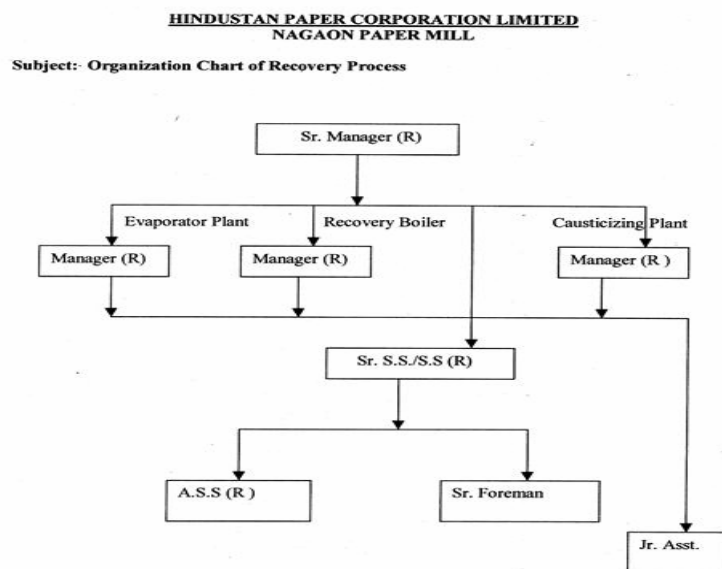 HINDUSTAN PAPER CORPORATION LIMITED
NAGAON PAPER MILL
Subject:- Organization Chart of Recovery Process
Sr. Manager (R)
Evaporator Plant
Recovery Boiler
Causticizing Plant
Manager (R)
Manager (R)
Manager (R )
Sr. S.S./S.S (R)
A.S.S (R )
Sr. Foreman
Jr. Asst.